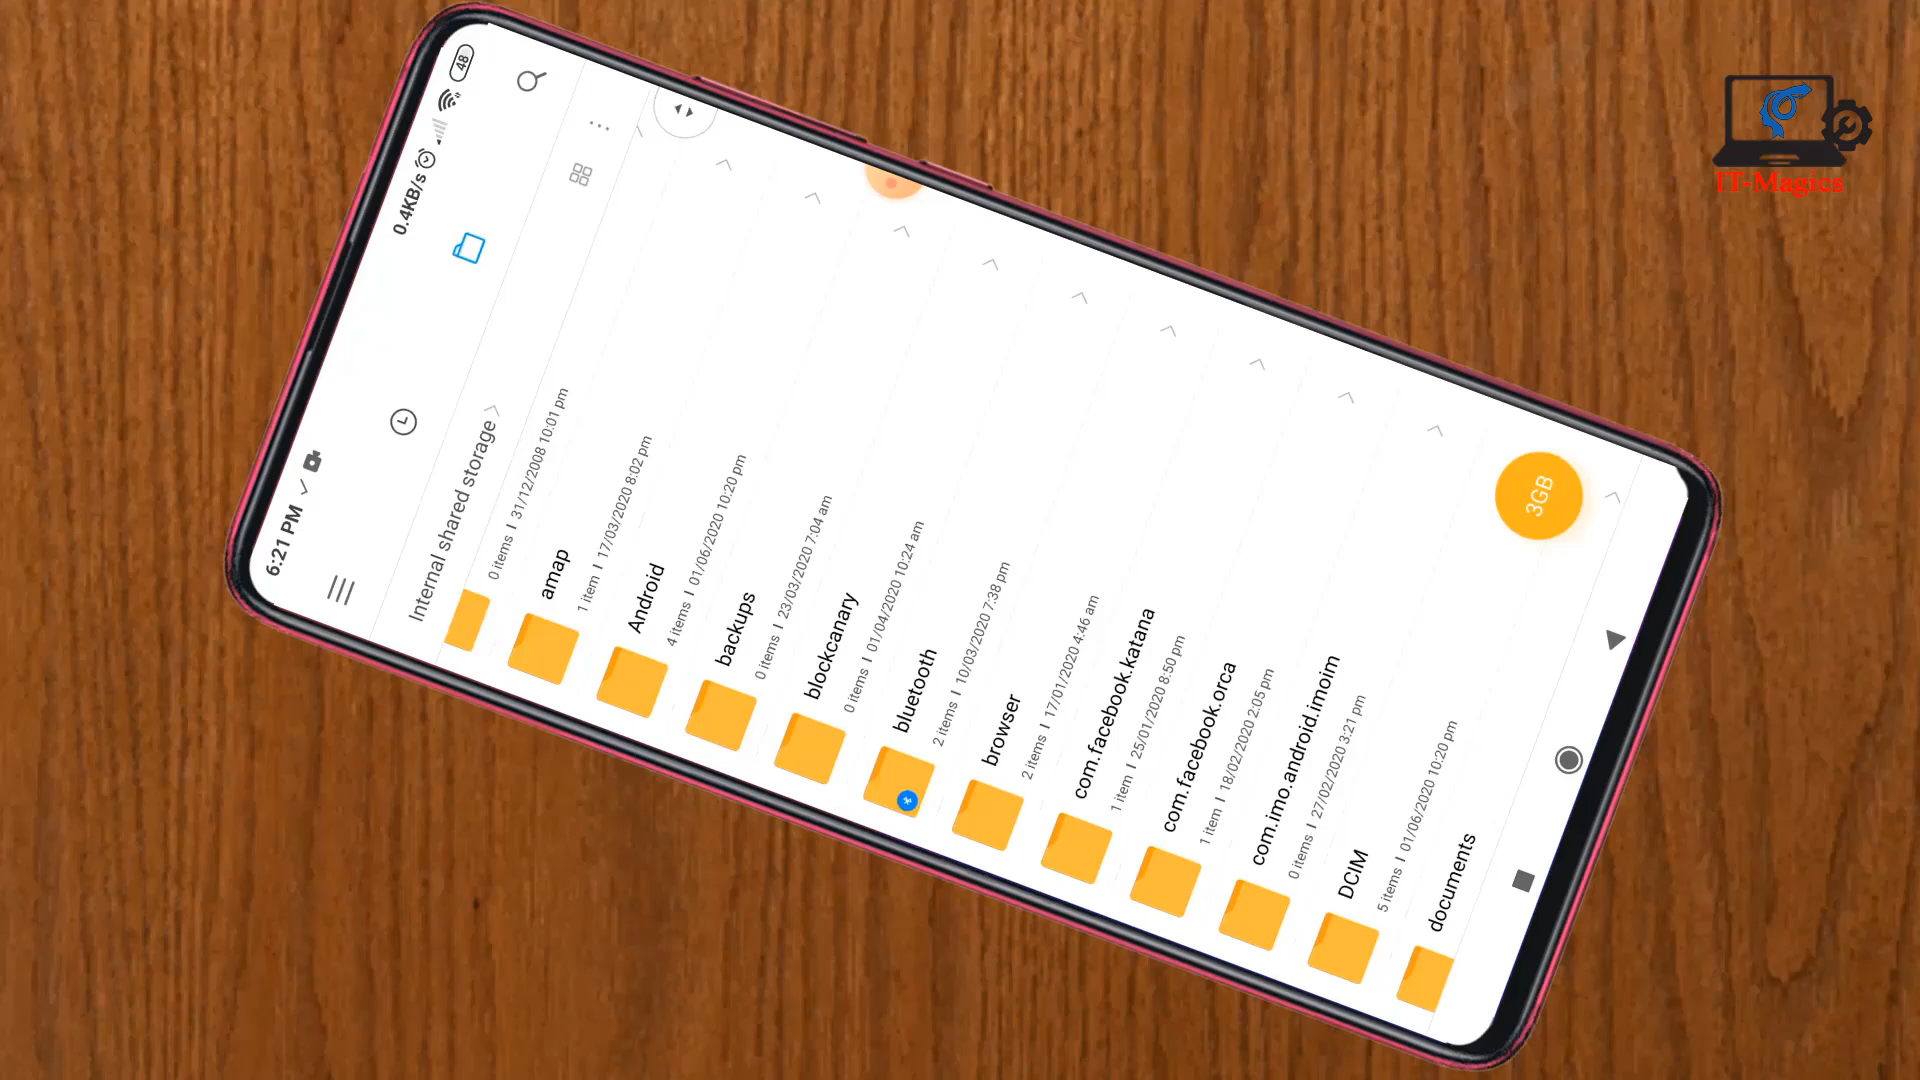 6:21 PM
0.4KB/s
48
Internal shared storage
0 items | 31/12/2008 10:01 pm
amap
1 item | 17/03/2020 8:02 pm
Android
4 items | 01/06/2020 10:20 pm
backups
0 items | 23/03/2020 7:04 am
blockcanary
0 items | 01/04/2020 10:24 am
bluetooth
2 items | 10/03/2020 7:38 pm
browser
2 items | 17/01/2020 4:46 am
com.facebook.katana
1 item | 25/01/2020 8:50 pm
com.facebook.orca
1 item | 18/02/2020 2:05 pm
com.imo.android.imoim
0 items | 27/02/2020 3:21 pm
DCIM
5 items | 01/06/2020 10:20 pm
documents
3GB
IT-Magics